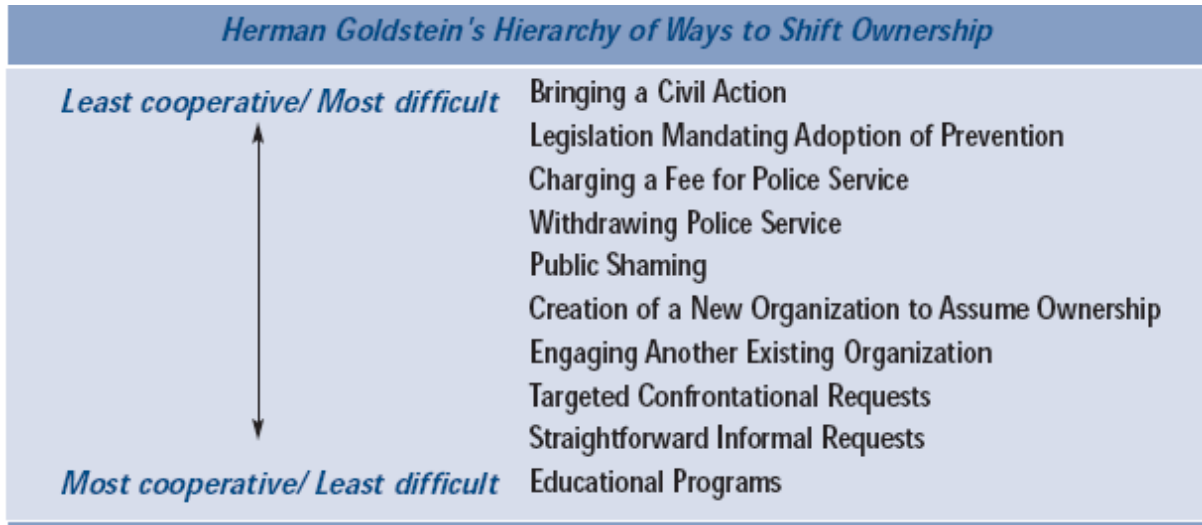 Herman Goldstein's Hierarchy of Ways to Shift Ownership
Least cooperative/ Most difficult
Bringing a Civil Action
Legislation Mandating Adoption of Prevention
Charging a Fee for Police Service
Withdrawing Police Service
Public Shaming
Creation of a New Organization to Assume Ownership
Engaging Another Existing Organization
Targeted Confrontational Requests
Straightforward Informal Requests
Most cooperative/ Least difficult
Educational Programs